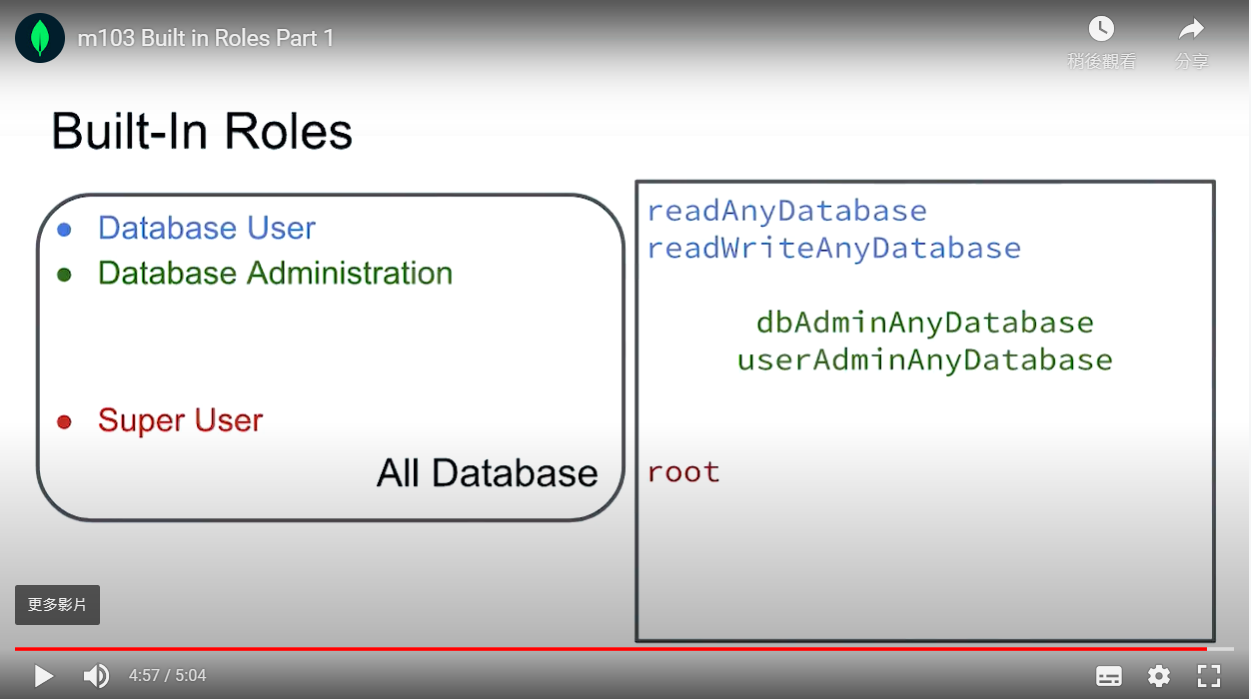 m103 Built in Roles Part 1
稍後觀看
分享
Built-In Roles
Database User
Database Administration
Super User
All Database
readAnyDatabase
readWriteAnyDatabase
dbAdminAnyDatabase
userAdminAnyDatabase
root
更多影片
4:57 / 5:04